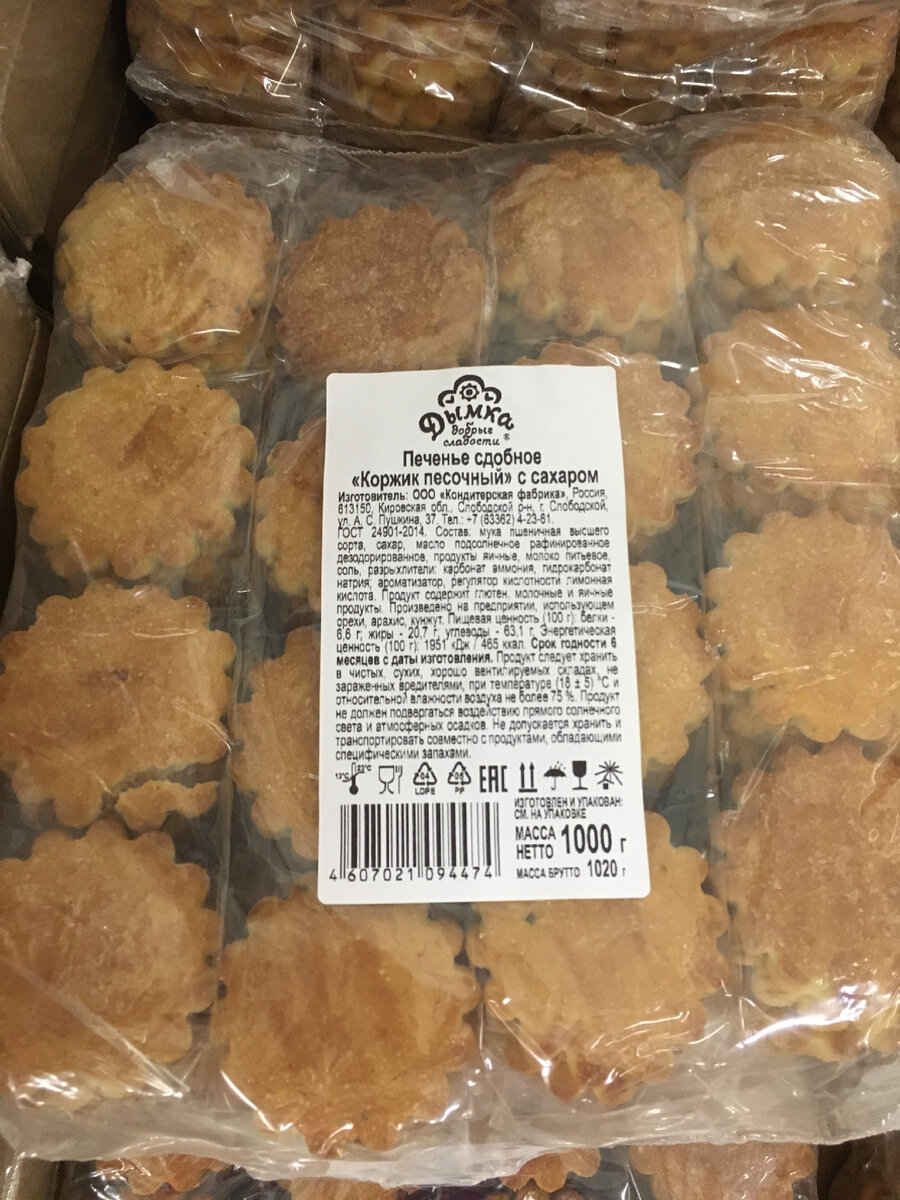 Дымка
добрые
сладости ®
Печенье сдобное
«Коржик песочный» с сахаром
Изготовитель: ООО «Кондитерская фабрика», Россия,
613150, Кировская обл., Слободской р-н, г. Слободской,
ул. А. С. Пушкина, 37. Тел.: +7 (83362) 4-23-61.
ГОСТ 24901-2014. Состав: мука пшеничная высшего
сорта, сахар, масло подсолнечное рафинированное
дезодорированное, продукты яичные, молоко питьевое,
соль, разрыхлители: карбонат аммония, гидрокарбонат
натрия; ароматизатор, регулятор кислотности лимонная
кислота. Продукт содержит глютен, молочные и яичные
продукты. Произведено на предприятии, использующем
орехи, арахис, кунжут. Пищевая ценность (100 г): белки -
6,6 г; жиры - 20,7 г; углеводы - 63,1 г. Энергетическая
ценность (100 г): 1951 кДж / 465 ккал. Срок годности 6
месяцев с даты изготовления. Продукт следует хранить
в чистых, сухих, хорошо вентилируемых складах, не
зараженных вредителями, при температуре (18 ± 5) °С и
относительной влажности воздуха не более 75 %. Продукт
не должен подвергаться воздействию прямого солнечного
света и атмосферных осадков. Не допускается хранить и
транспортировать совместно с продуктами, обладающими
специфическими запахами.
13°C 23°C 04 LDPE 05 PP EAC
ИЗГОТОВЛЕН И УПАКОВАН:
СМ. НА УПАКОВКЕ
МАССА НЕТТО 1000 г
МАССА БРУТТО 1020 г
4 607021 094474